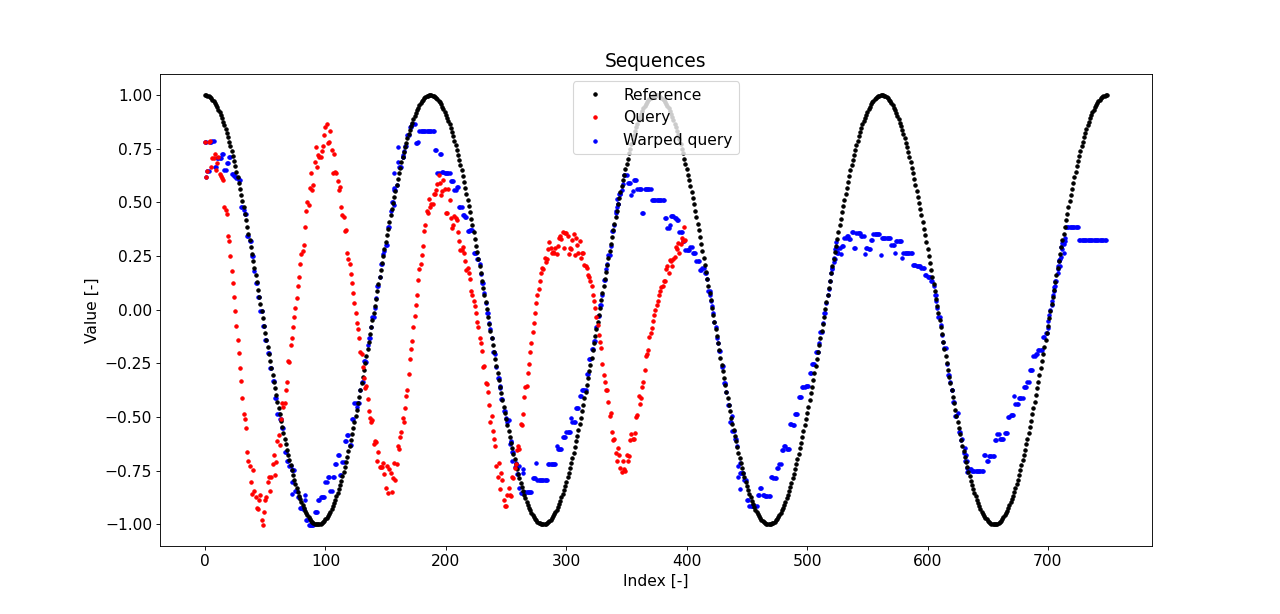 Sequences
Reference
Query
Warped query
Value [-]
1.00
0.75
0.50
0.25
0.00
−0.25
−0.50
−0.75
−1.00
0 100 200 300 400 500 600 700
Index [-]